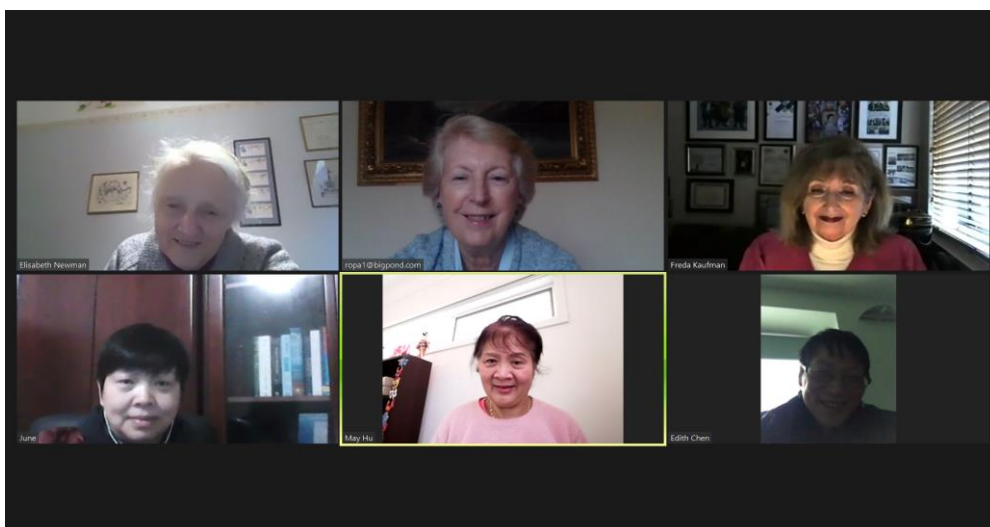 Elisabeth Newman
ropa1@bigpond.com
Freda Kaufman
June
May Hu
Edith Chen